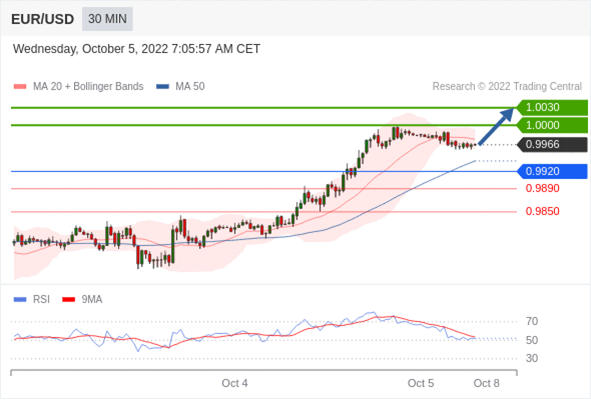 EUR/USD 30 MIN
Wednesday, October 5, 2022 7:05:57 AM CET
MA 20 + Bollinger Bands MA 50 Research © 2022 Trading Central
1.0030
1.0000
0.9966
0.9920
0.9890
0.9850
RSI 9MA
70
50
30
Oct 4 Oct 5 Oct 8